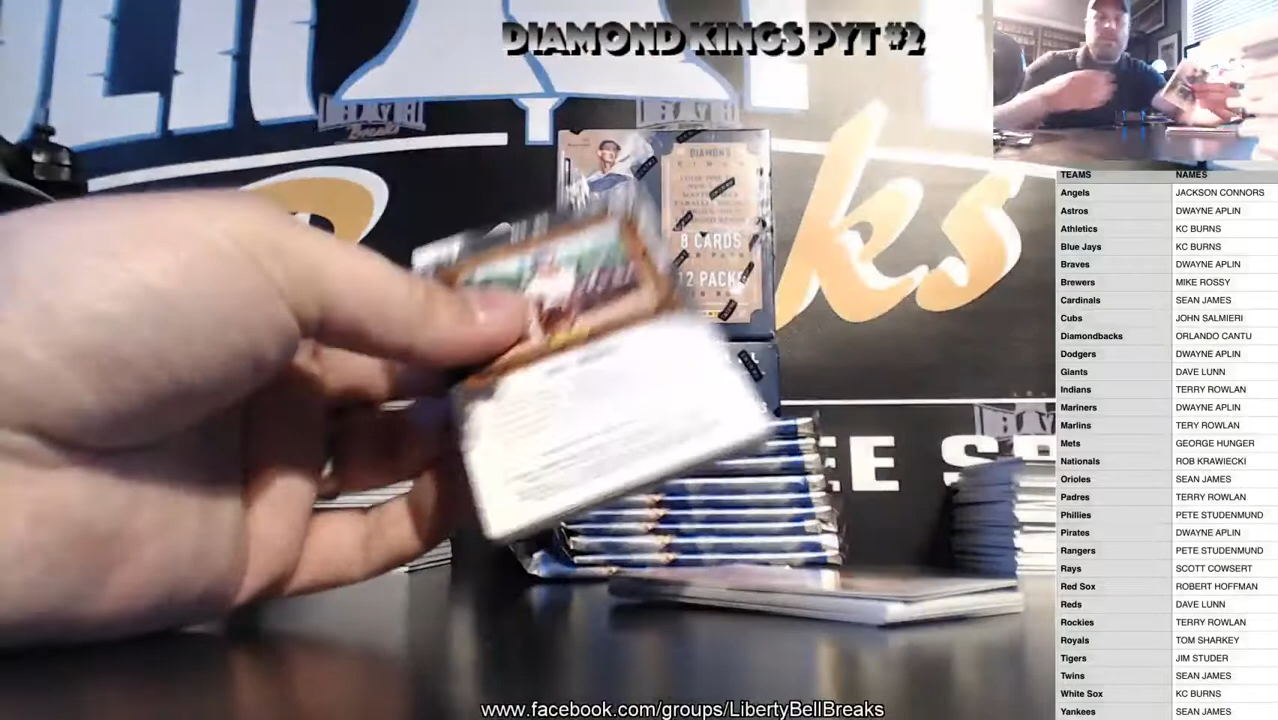 DIAMOND KINGS PYT #2
DIAMOND
KINGS
8 CARDS
12 PACKS
ks
EE
TEAMS NAMES
Angels JACKSON CONNORS
Astros DWAYNE APLIN
Athletics KC BURNS
Blue Jays KC BURNS
Braves DWAYNE APLIN
Brewers MIKE ROSSY
Cardinals SEAN JAMES
Cubs JOHN SALMIERI
Diamondbacks ORLANDO CANTU
Dodgers DWAYNE APLIN
Giants DAVE LUNN
Indians TERRY ROWLAN
Mariners DWAYNE APLIN
Marlins TERY ROWLAN
Mets GEORGE HUNGER
Nationals ROB KRAWIECKI
Orioles SEAN JAMES
Padres TERRY ROWLAN
Phillies PETE STUDENMUND
Pirates DWAYNE APLIN
Rangers PETE STUDENMUND
Rays SCOTT COWSERT
Red Sox ROBERT HOFFMAN
Reds DAVE LUNN
Rockies TERRY ROWLAN
Royals TOM SHARKEY
Tigers JIM STUDER
Twins SEAN JAMES
White Sox KC BURNS
Yankees SEAN JAMES
www.facebook.com/groups/LibertyBellBreaks